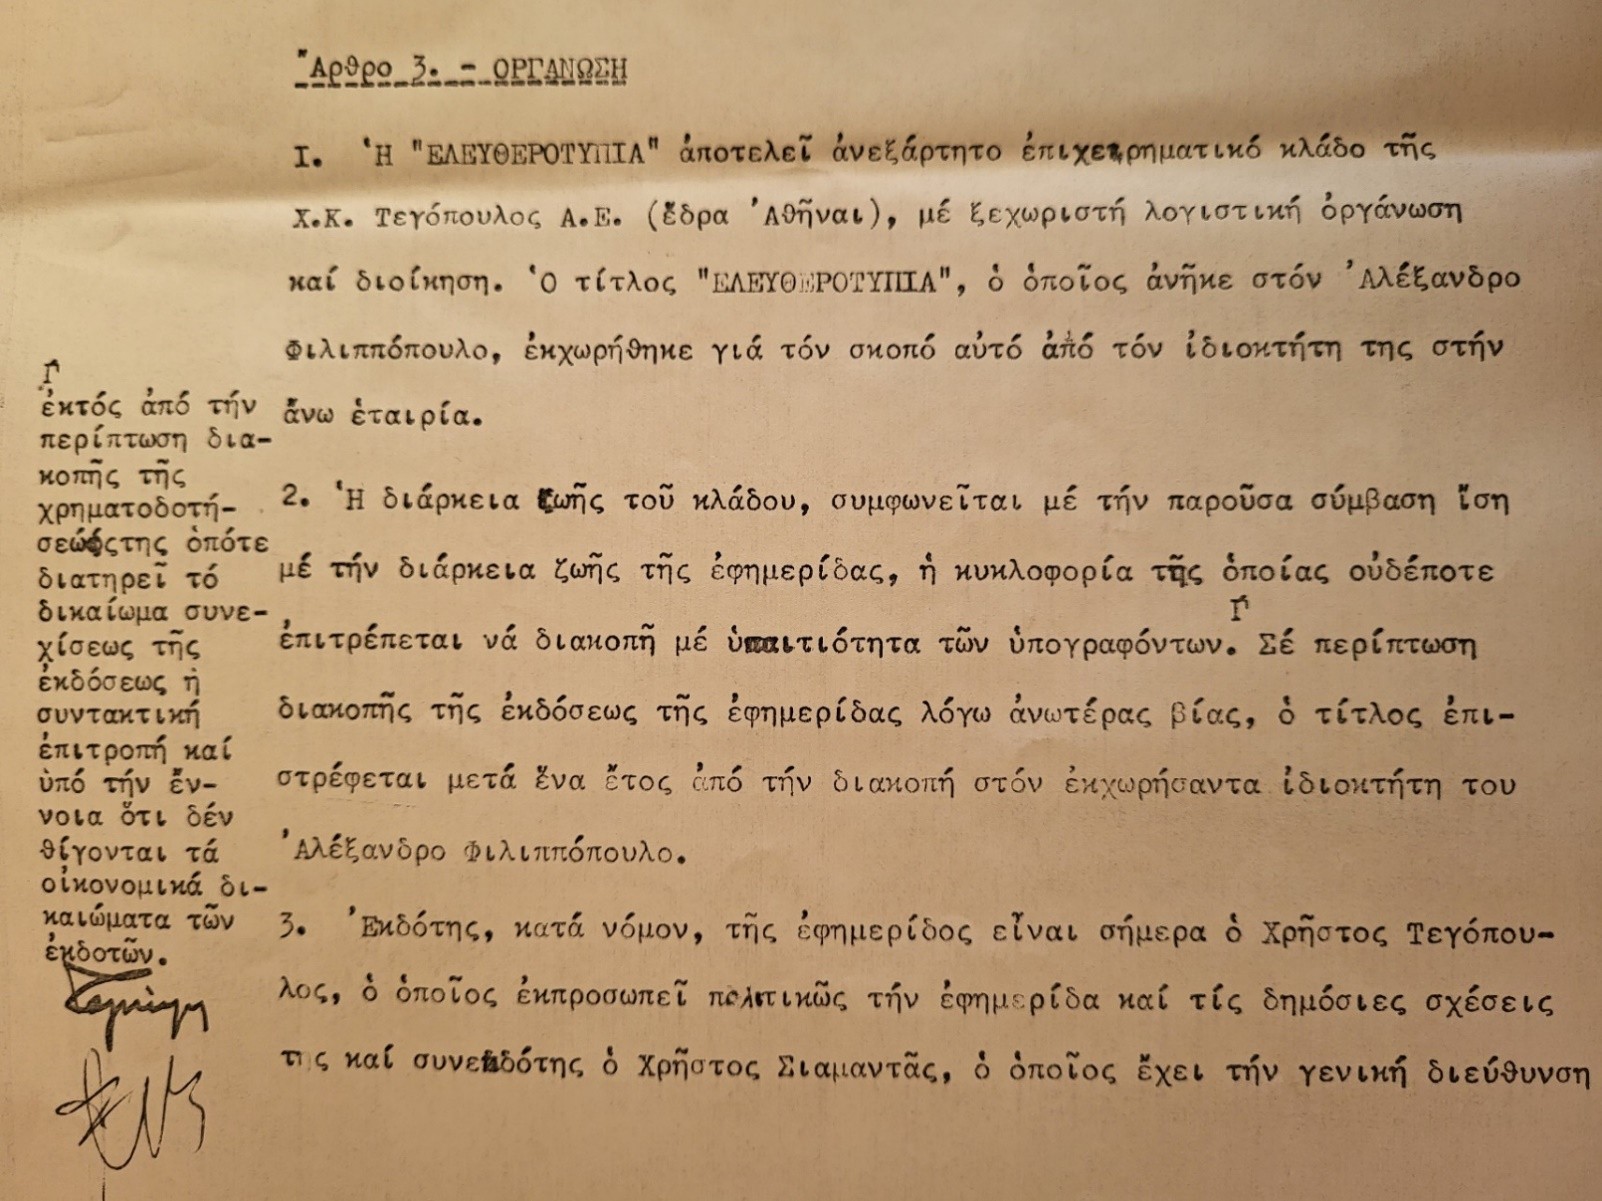 Ἄρθρο 3. - ΟΡΓΑΝΩΣΗ
I. Ἡ "ΕΛΕΥΘΕΡΟΤΥΠΙΑ" ἀποτελεῖ ἀνεξάρτητο ἐπιχειρηματικό κλάδο τῆς
Χ.Κ. Τεγόπουλος Α.Ε. (ἕδρα Ἀθῆναι), μέ ξεχωριστή λογιστική ὀργάνωση
καί διοίκηση. Ὁ τίτλος "ΕΛΕΥΘΕΡΟΤΥΠΙΑ", ὁ ὁποῖος ἀνῆκε στόν Ἀλέξανδρο
Φιλιππόπουλο, ἐκχωρήθηκε γιά τόν σκοπό αὐτό ἀπό τόν ἰδιοκτήτη της στήν
ἄνω ἑταιρία.
2. Ἡ διάρκεια ζωῆς τοῦ κλάδου, συμφωνεῖται μέ τήν παροῦσα σύμβαση ἴση
μέ τήν διάρκεια ζωῆς τῆς ἐφημερίδας, ἡ κυκλοφορία τῆς ὁποίας οὐδέποτε
ἐπιτρέπεται νά διακοπῆ μέ ὑπαιτιότητα τῶν ὑπογραφόντων.Γ Σέ περίπτωση
διακοπῆς τῆς ἐκδόσεως τῆς ἐφημερίδας λόγω ἀνωτέρας βίας, ὁ τίτλος ἐπι-
στρέφεται μετά ἕνα ἔτος ἀπό τήν διακοπή στόν ἐκχωρήσαντα ἰδιοκτήτη του
Ἀλέξανδρο Φιλιππόπουλο.
3. Ἐκδότης, κατά νόμον, τῆς ἐφημερίδος εἶναι σήμερα ὁ Χρῆστος Τεγόπου-
λος, ὁ ὁποῖος ἐκπροσωπεῖ πολιτικῶς τήν ἐφημερίδα καί τίς δημόσιες σχέσεις
της καί συνεκδότης ὁ Χρῆστος Σιαμαντᾶς, ὁ ὁποῖος ἔχει τήν γενική διεύθυνση
Γ
ἐκτός ἀπό τήν
περίπτωση δια-
κοπῆς τῆς
χρηματοδοτή-
σεώς της ὁπότε
διατηρεῖ τό
δικαίωμα συνε-
χίσεως τῆς
ἐκδόσεως ἡ
συντακτική
ἐπιτροπή καί
ὑπό τήν ἔν-
νοια ὅτι δέν
θίγονται τά
οἰκονομικά δι-
καιώματα τῶν
ἐκδοτῶν.